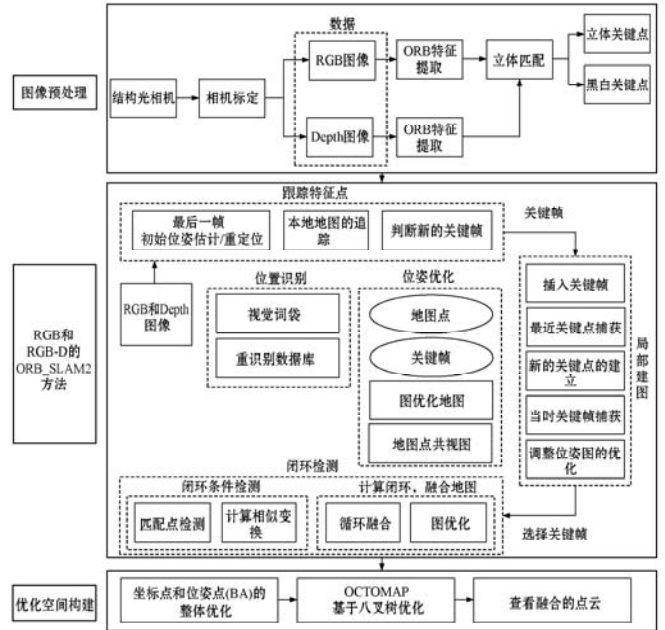 数据
图像预处理
结构光相机
相机标定
RGB图像
Depth图像
ORB特征
提取
ORB特征
提取
立体匹配
立体关键点
黑白关键点
RGB和
RGB-D的
ORB_SLAM2
方法
跟踪特征点
最后一帧
初始位姿估计/重定位
本地地图的追
踪
判断新的关键帧
关键帧
RGB和Depth
图像
位置识别
视觉词袋
重识别数据库
位姿优化
地图点
关键帧
图优化地图
地图点共视图
插入关键帧
最近关键点捕获
新的关键点的建
立
当时关键帧捕获
调整位姿图的优
化
局部建图
选择关键帧
闭环检测
闭环条件检测
匹配点检测
计算相似变
换
计算闭环，融合地图
循环融合
图优化
优化空间构建
坐标点和位姿点(BA)的
整体优化
OCTOMAP
基于八叉树优化
查看融合的点云